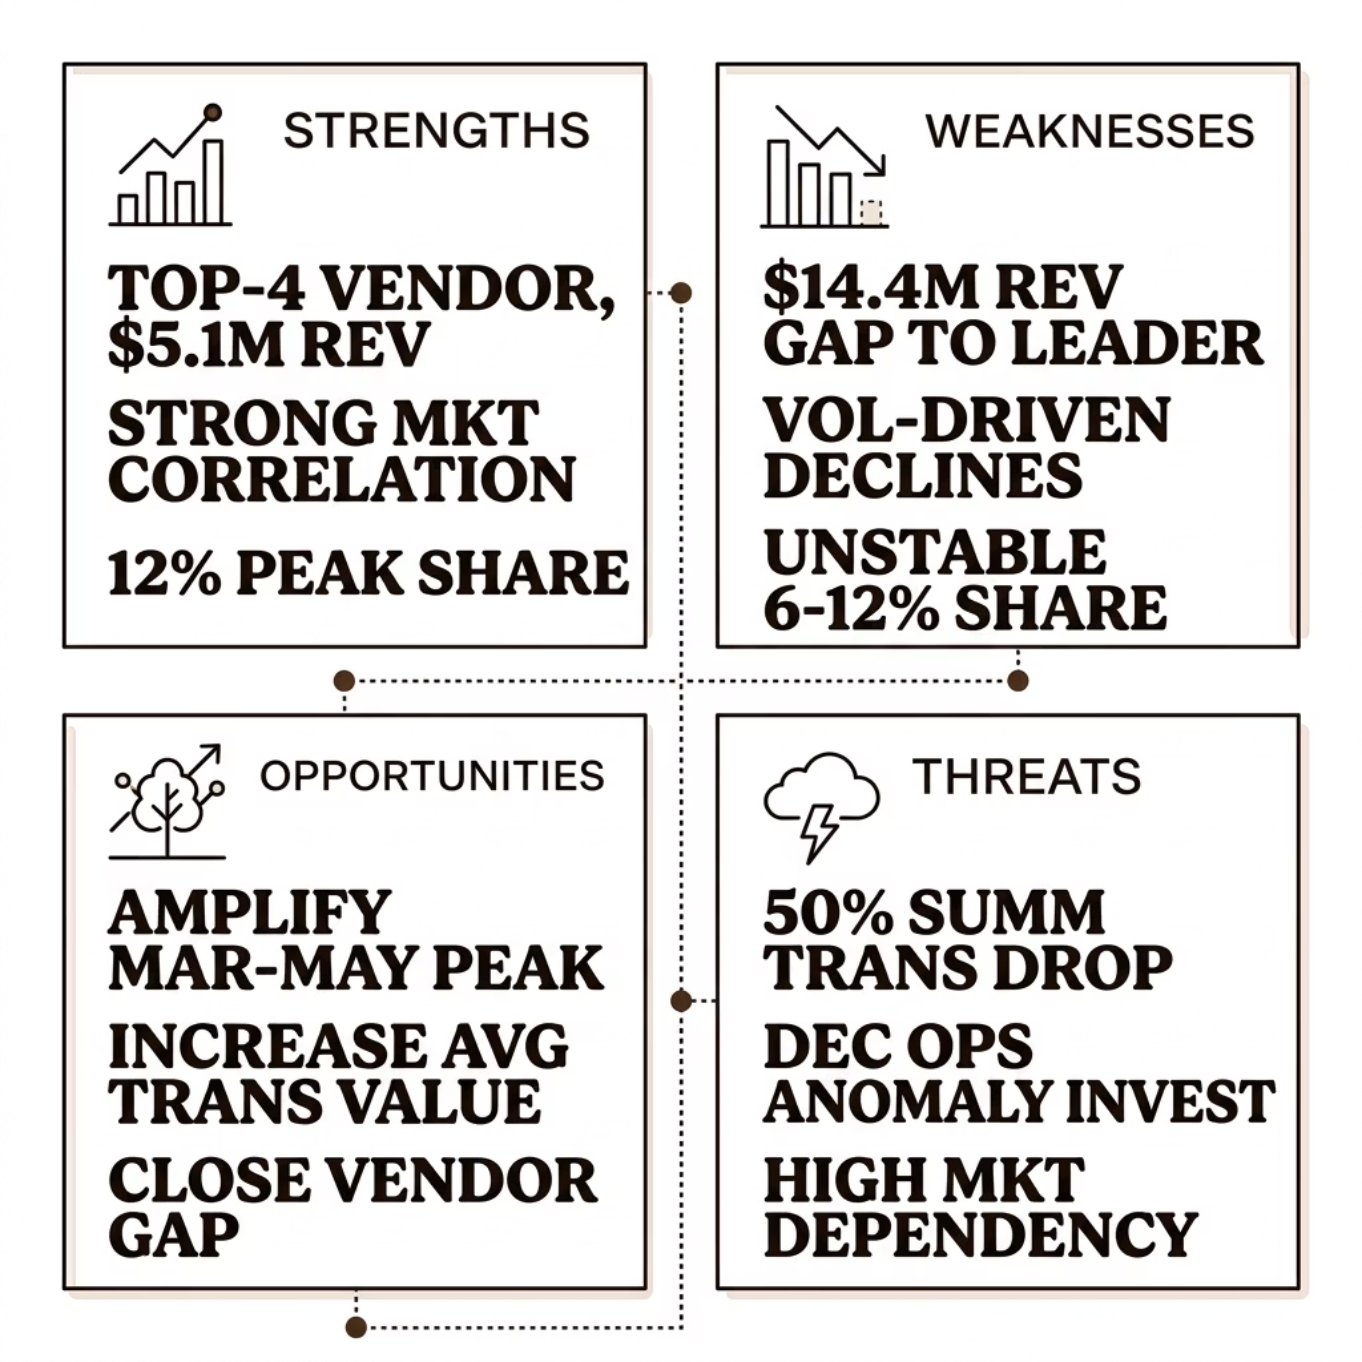 STRENGTHS
TOP-4 VENDOR,
$5.1M REV
STRONG MKT
CORRELATION
12% PEAK SHARE
WEAKNESSES
$14.4M REV
GAP TO LEADER
VOL-DRIVEN
DECLINES
UNSTABLE
6-12% SHARE
OPPORTUNITIES
AMPLIFY
MAR-MAY PEAK
INCREASE AVG
TRANS VALUE
CLOSE VENDOR
GAP
THREATS
50% SUMM
TRANS DROP
DEC OPS
ANOMALY INVEST
HIGH MKT
DEPENDENCY